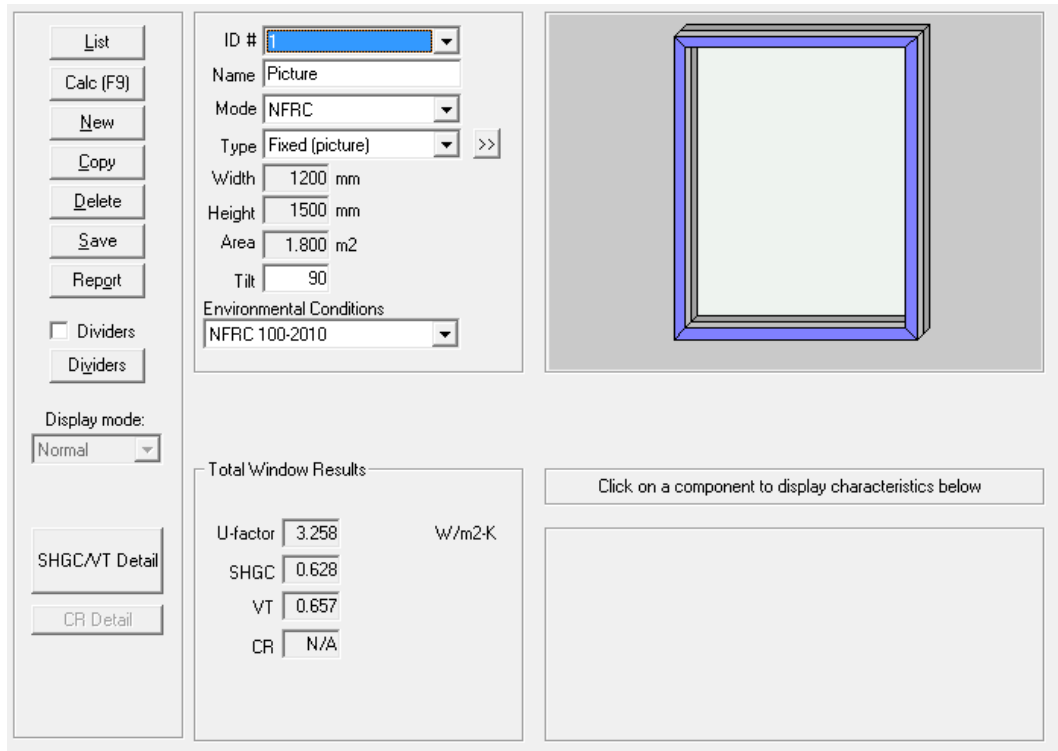 List
Calc (F9)
New
Copy
Delete
Save
Report
Dividers
Dividers
Display mode:
Normal
SHGC/VT Detail
CR Detail
ID # 1
Name Picture
Mode NFRC
Type Fixed (picture) >>
Width 1200 mm
Height 1500 mm
Area 1.800 m2
Tilt 90
Environmental Conditions
NFRC 100-2010
Total Window Results
U-factor 3.258 W/m2-K
SHGC 0.628
VT 0.657
CR N/A
Click on a component to display characteristics below